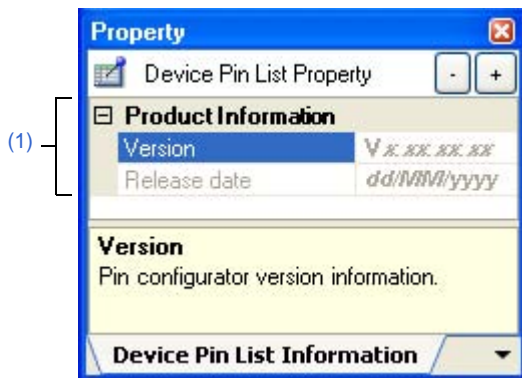 Property
Device Pin List Property - +
(1)
Product Information
Version V x.xx.xx.xx
Release date dd/MM/yyyy
Version
Pin configurator version information.
Device Pin List Information